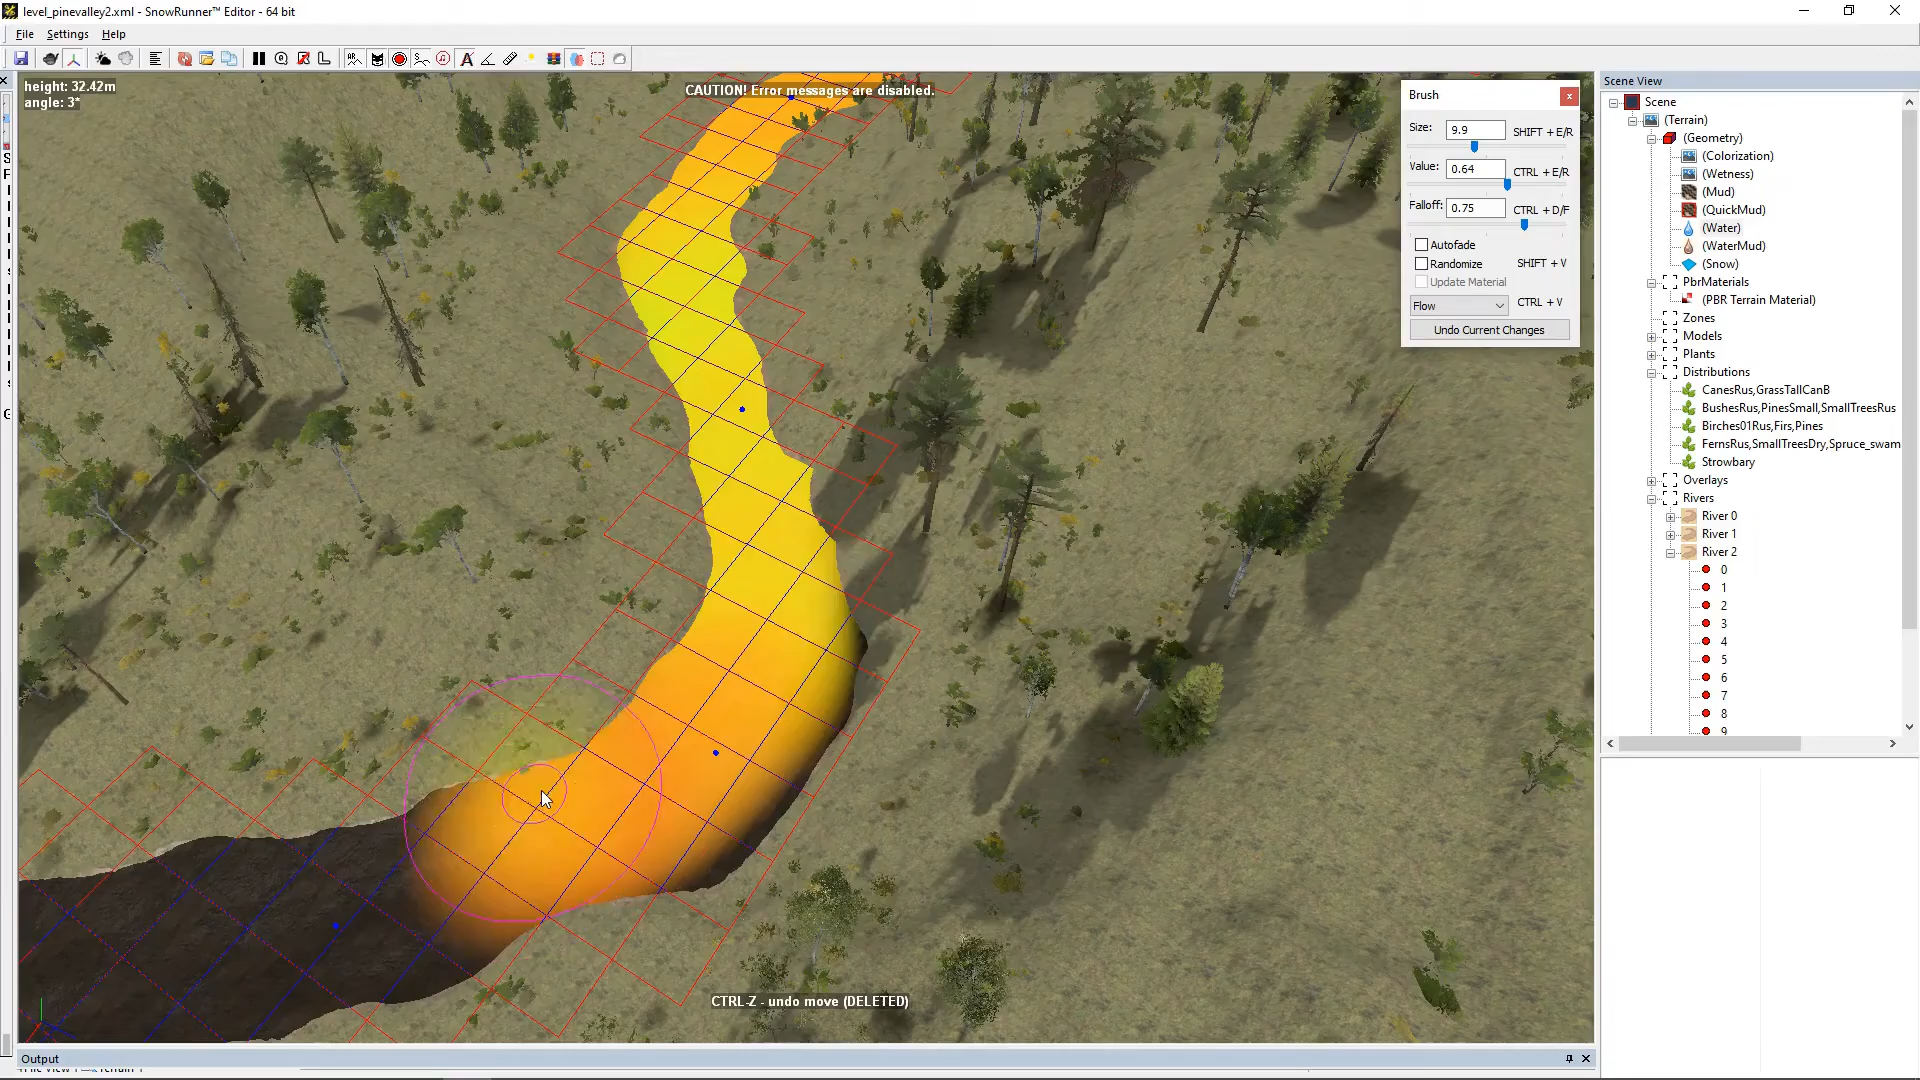 level_pinevalley2.xml - SnowRunner™ Editor - 64 bit
File Settings Help
height: 32.42m
angle: 3*
CAUTION! Error messages are disabled.
Brush
Size: 9.9 SHIFT + E/R
Value: 0.64 CTRL + E/R
Falloff: 0.75 CTRL + D/F
Autofade
Randomize SHIFT + V
Update Material
Flow CTRL + V
Undo Current Changes
Scene View
Scene
(Terrain)
(Geometry)
(Colorization)
(Wetness)
(Mud)
(QuickMud)
(Water)
(WaterMud)
(Snow)
PbrMaterials
(PBR Terrain Material)
Zones
Models
Plants
Distributions
CanesRus,GrassTallCanB
BushesRus,PinesSmall,SmallTreesRus
Birches01Rus,Firs,Pines
FernsRus,SmallTreesDry,Spruce_swam
Strowbary
Overlays
Rivers
River 0
River 1
River 2
0
1
2
3
4
5
6
7
8
9
CTRL-Z - undo move (DELETED)
Output